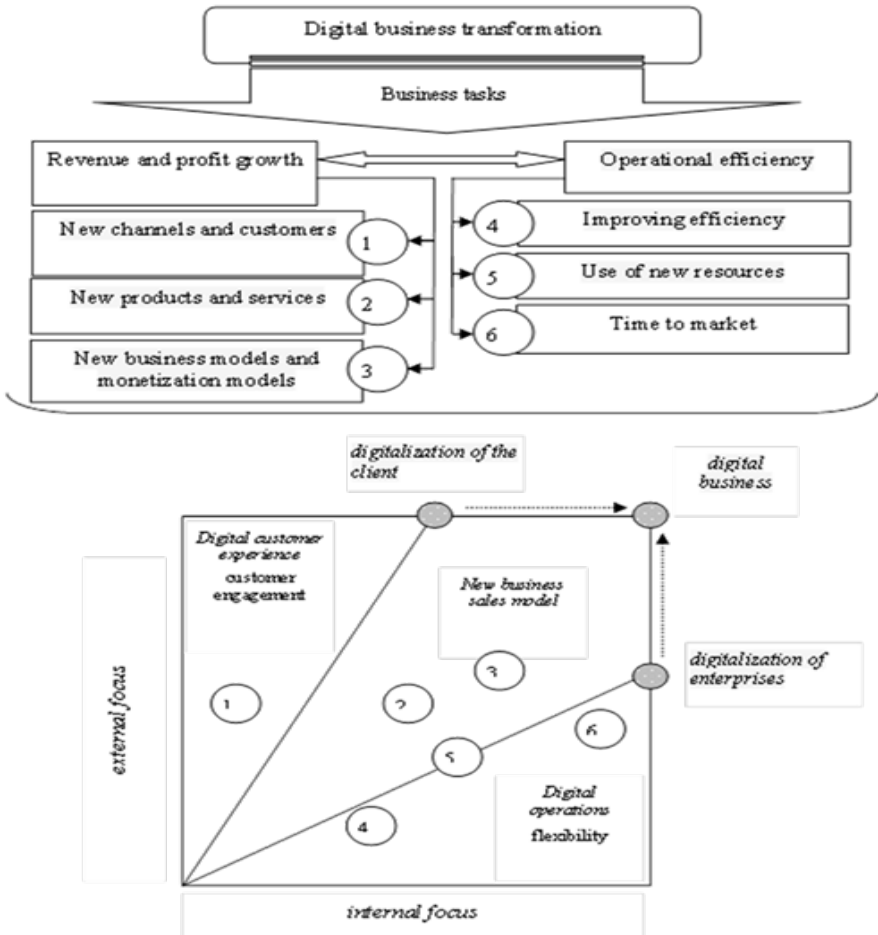 Digital business transformation
Business tasks
Revenue and profit growth
Operational efficiency
New channels and customers
1
4
Improving efficiency
New products and services
2
5
Use of new resources
New business models and
monetization models
3
6
Time to market
digitalization of the
client
digital
business
Digital customer
experience
customer
engagement
New business
sales model
external focus
1
2
3
digitalization of
enterprises
5
6
4
Digital
operations
flexibility
internal focus